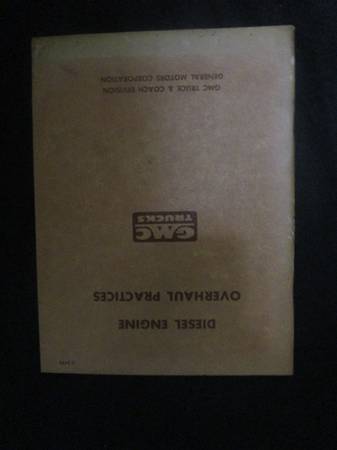 DIESEL ENGINE
OVERHAUL PRACTICES
GMC
TRUCKS
GMC TRUCK & COACH DIVISION
GENERAL MOTORS CORPORATION